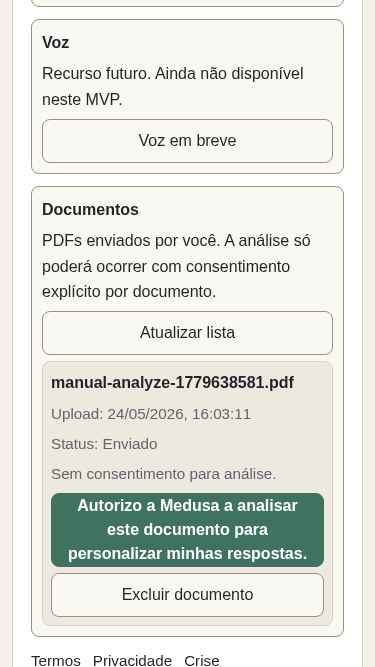 Voz
Recurso futuro. Ainda não disponível
neste MVP.
Voz em breve
Documentos
PDFs enviados por você. A análise só
poderá ocorrer com consentimento
explícito por documento.
Atualizar lista
manual-analyze-1779638581.pdf
Upload: 24/05/2026, 16:03:11
Status: Enviado
Sem consentimento para análise.
Autorizo a Medusa a analisar
este documento para
personalizar minhas respostas.
Excluir documento
Termos Privacidade Crise